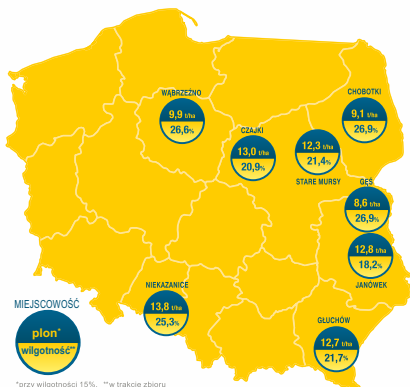 WĄBRZEŹNO
9,9 t/ha
26,6%
CHOBOTKI
9,1 t/ha
26,9%
CZAJKI
13,0 t/ha
20,9%
12,3 t/ha
21,4%
STARE MURSY
GĘŚ
8,6 t/ha
26,9%
12,8 t/ha
18,2%
JANÓWEK
NIEKAZANICE
13,8 t/ha
25,3%
GŁUCHÓW
12,7 t/ha
21,7%
MIEJSCOWOŚĆ
plon*
wilgotność**
*przy wilgotności 15%, **w trakcie zbioru